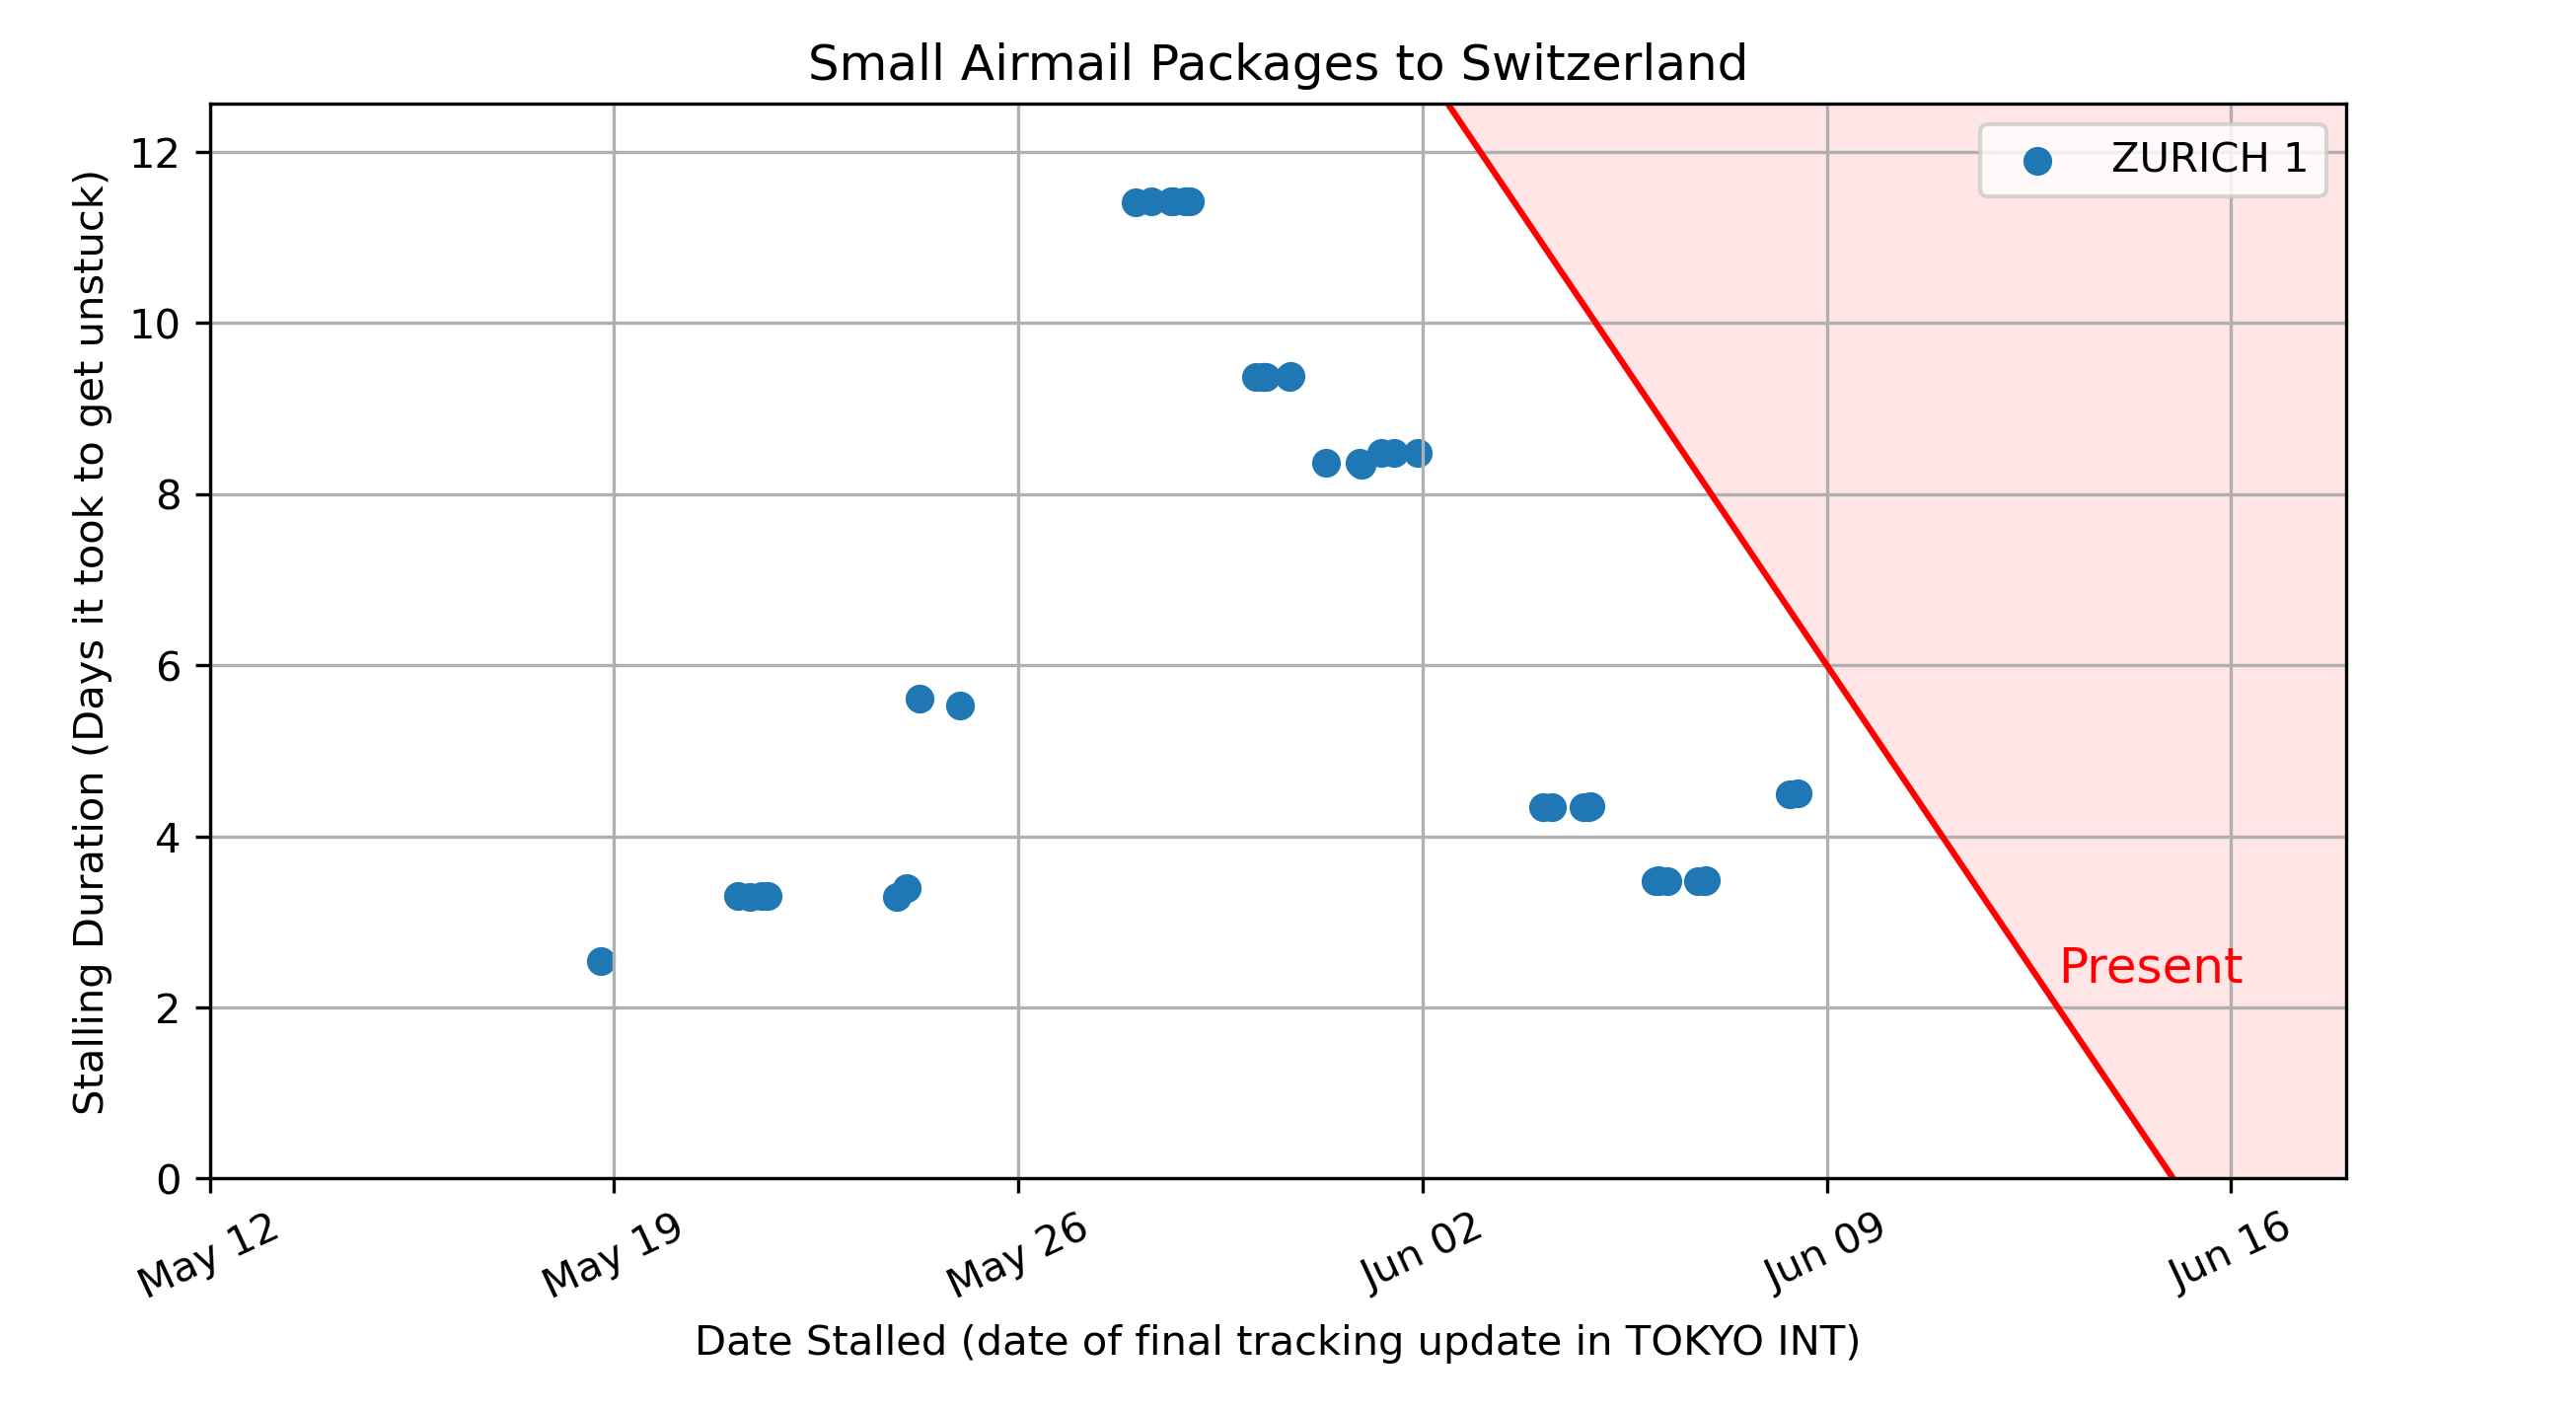 Small Airmail Packages to Switzerland
Stalling Duration (Days it took to get unstuck)
12
10
8
6
4
2
0
ZURICH 1
Present
May 12
May 19
May 26
Jun 02
Jun 09
Jun 16
Date Stalled (date of final tracking update in TOKYO INT)